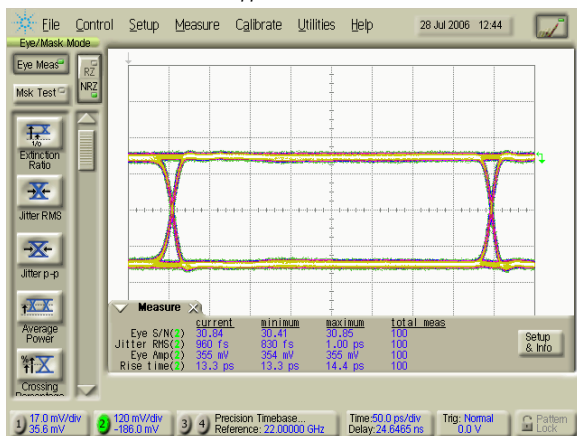 File Control Setup Measure Calibrate Utilities Help 28 Jul 2006 12:44
Eye/Mask Mode
Eye Meas
RZ
Msk Test
NRZ
1/0
Extinction
Ratio
Jitter RMS
Jitter p-p
Average
Power
Crossing
Measure
current minimum maximum total meas
Eye S/N(2) 30.84 30.41 30.85 100
Jitter RMS(2) 960 fs 830 fs 1.00 ps 100
Eye Amp(2) 355 mV 354 mV 355 mV 100
Rise time(2) 13.3 ps 13.3 ps 14.4 ps 100
Setup
& Info
1 17.0 mV/div 2 120 mV/div 3 4 Precision Timebase... Time:50.0 ps/div Trig: Normal Pattern
35.6 mV -186.0 mV Reference: 22.00000 GHz Delay:24.6465 ns 0.0 V Lock